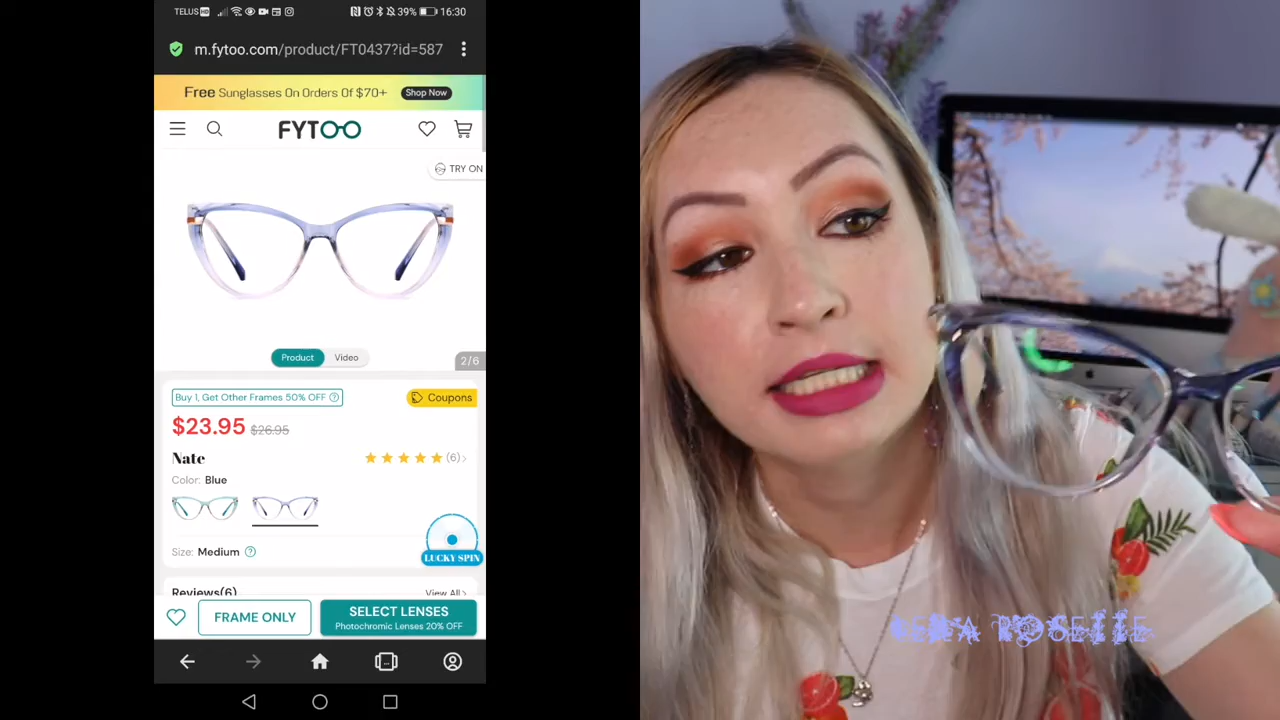 TELUS HD 39% 16:30
m.fytoo.com/product/FT0437?id=587
Free Sunglasses On Orders Of $70+ Shop Now
FYTOO
TRY ON
Product Video 2/6
Buy 1, Get Other Frames 50% OFF ? Coupons
$23.95 $26.95
Nate (6)
Color: Blue
LUCKY SPIN
Size: Medium ?
Reviews(6) View All
FRAME ONLY
SELECT LENSES
Photochromic Lenses 20% OFF
ROSETTE